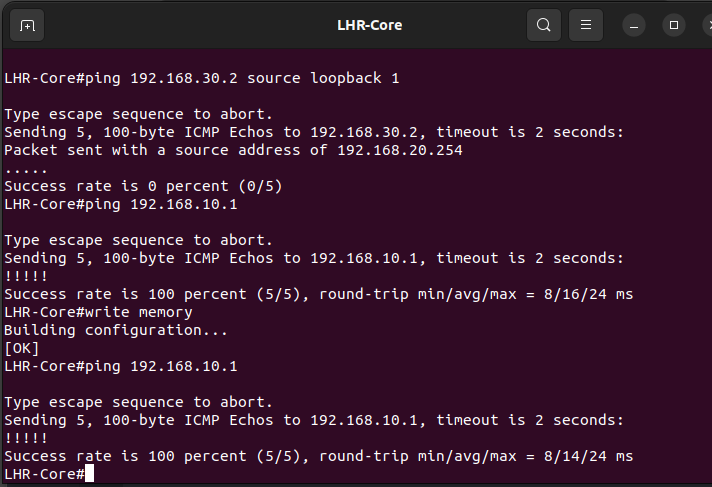 LHR-Core
LHR-Core#ping 192.168.30.2 source loopback 1
Type escape sequence to abort.
Sending 5, 100-byte ICMP Echos to 192.168.30.2, timeout is 2 seconds:
Packet sent with a source address of 192.168.20.254
.....
Success rate is 0 percent (0/5)
LHR-Core#ping 192.168.10.1
Type escape sequence to abort.
Sending 5, 100-byte ICMP Echos to 192.168.10.1, timeout is 2 seconds:
!!!!!
Success rate is 100 percent (5/5), round-trip min/avg/max = 8/16/24 ms
LHR-Core#write memory
Building configuration...
[OK]
LHR-Core#ping 192.168.10.1
Type escape sequence to abort.
Sending 5, 100-byte ICMP Echos to 192.168.10.1, timeout is 2 seconds:
!!!!!
Success rate is 100 percent (5/5), round-trip min/avg/max = 8/14/24 ms
LHR-Core#